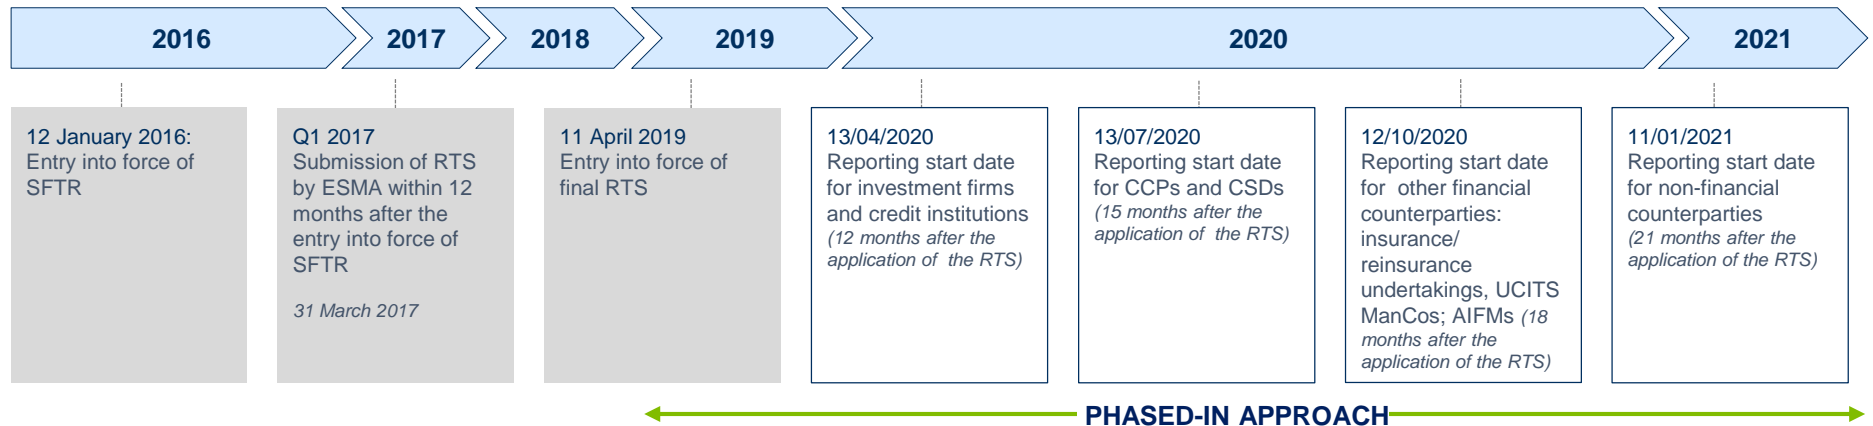 2016
2017
2018
2019
2020
2021
12 January 2016:
Entry into force of
SFTR
Q1 2017
Submission of RTS
by ESMA within 12
months after the
entry into force of
SFTR
31 March 2017
11 April 2019
Entry into force of
final RTS
13/04/2020
Reporting start date
for investment firms
and credit institutions
(12 months after the
application of the RTS)
13/07/2020
Reporting start date
for CCPs and CSDs
(15 months after the
application of the RTS)
12/10/2020
Reporting start date
for other financial
counterparties:
insurance/
reinsurance
undertakings, UCITS
ManCos; AIFMs (18
months after the
application of the RTS)
11/01/2021
Reporting start date
for non-financial
counterparties
(21 months after the
application of the RTS)
PHASED-IN APPROACH